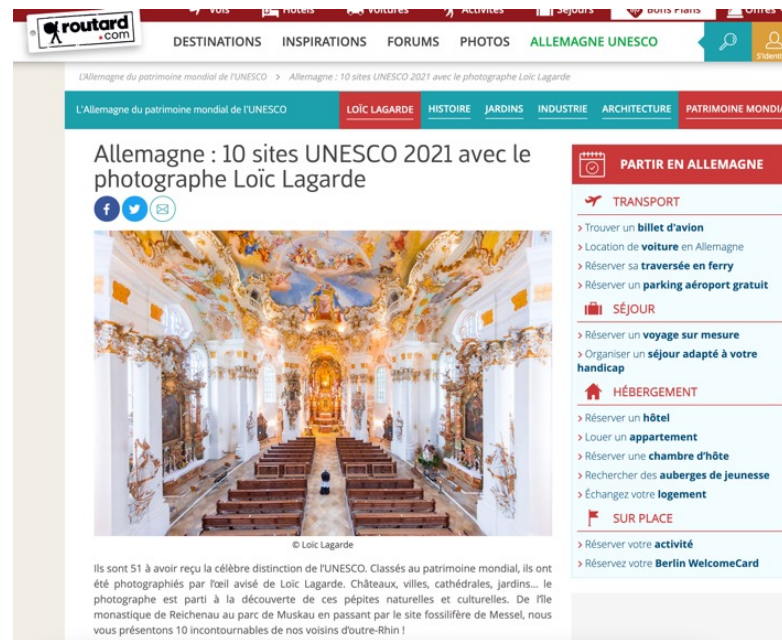 Vols Hôtels Voitures Activités Séjours Bons Plans Offres
routard
.com
DESTINATIONS INSPIRATIONS FORUMS PHOTOS ALLEMAGNE UNESCO
L'Allemagne du patrimoine mondial de l'UNESCO > Allemagne : 10 sites UNESCO 2021 avec le photographe Loïc Lagarde
L'Allemagne du patrimoine mondial de l'UNESCO LOÏC LAGARDE HISTOIRE JARDINS INDUSTRIE ARCHITECTURE PATRIMOINE
Allemagne : 10 sites UNESCO 2021 avec le
photographe Loïc Lagarde
© Loïc Lagarde
Ils sont 51 à avoir reçu la célèbre distinction de l'UNESCO. Classés au patrimoine mondial, ils ont
été photographiés par l'œil avisé de Loïc Lagarde. Châteaux, villes, cathédrales, jardins... le
photographe est parti à la découverte de ces pépites naturelles et culturelles. De l'île
monastique de Reichenau au parc de Muskau en passant par le site fossilifère de Messel, nous
vous présentons 10 incontournables de nos voisins d'outre-Rhin !
PARTIR EN ALLEMAGNE
TRANSPORT
> Trouver un billet d'avion
> Location de voiture en Allemagne
> Réserver sa traversée en ferry
> Réserver un parking aéroport gratuit
SÉJOUR
> Réserver un voyage sur mesure
> Organiser un séjour adapté à votre
handicap
HÉBERGEMENT
> Réserver un hôtel
> Louer un appartement
> Réserver une chambre d'hôte
> Rechercher des auberges de jeunesse
> Échangez votre logement
SUR PLACE
> Réserver votre activité
> Réservez votre Berlin WelcomeCard